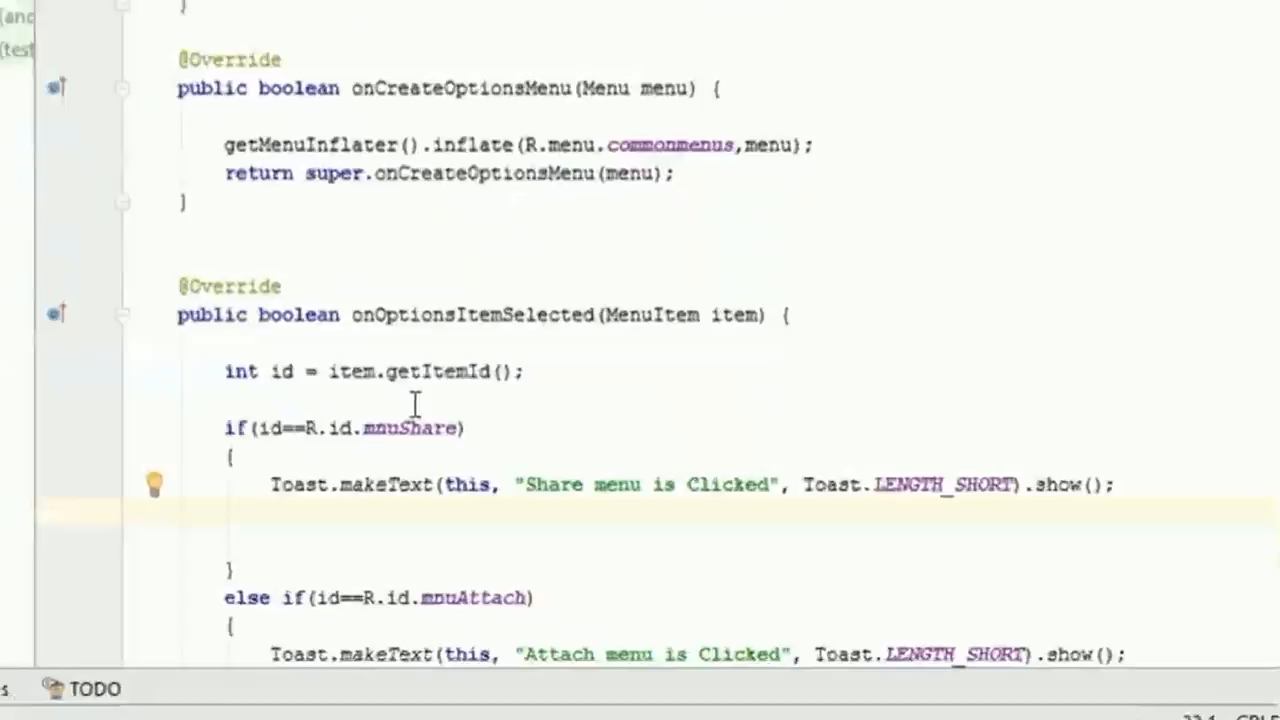 }
@Override
public boolean onCreateOptionsMenu(Menu menu) {
getMenuInflater().inflate(R.menu.commonmenus,menu);
return super.onCreateOptionsMenu(menu);
}
@Override
public boolean onOptionsItemSelected(MenuItem item) {
int id = item.getItemId();
if(id==R.id.mnuShare)
{
Toast.makeText(this, "Share menu is Clicked", Toast.LENGTH_SHORT).show();
}
else if(id==R.id.mnuAttach)
{
Toast.makeText(this, "Attach menu is Clicked", Toast.LENGTH_SHORT).show();
TODO